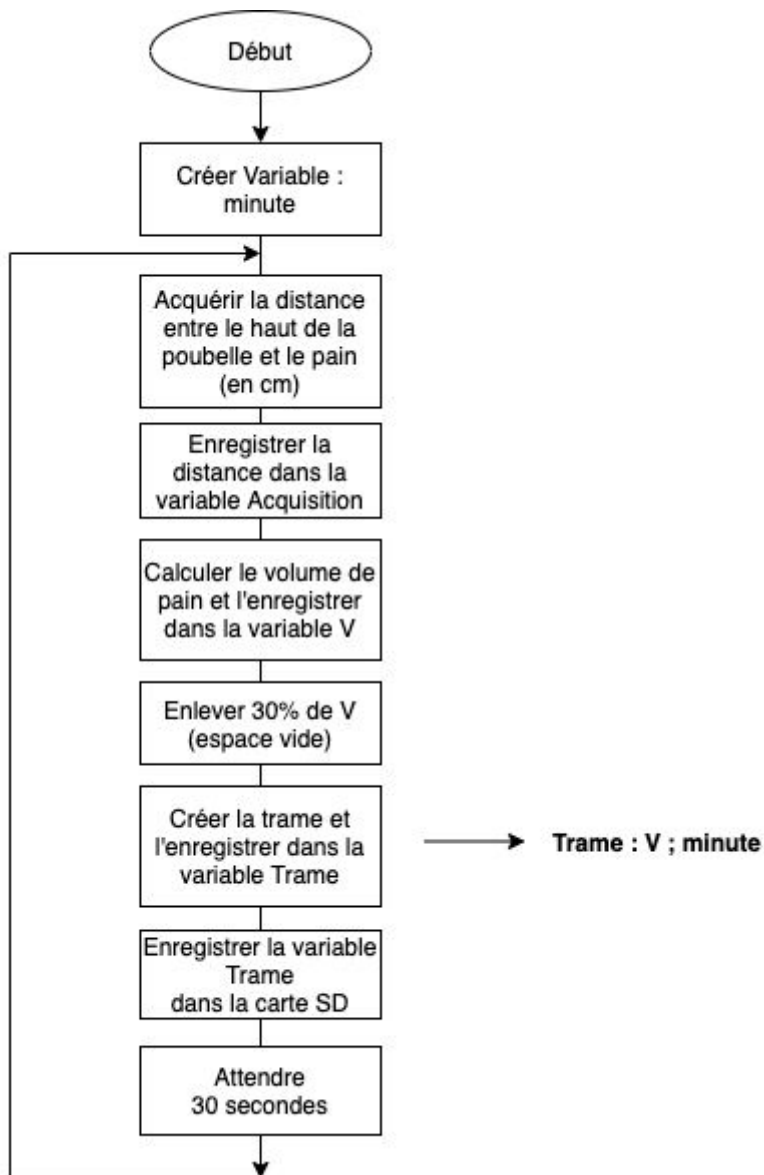 Début
Créer Variable :
minute
Acquérir la distance
entre le haut de la
poubelle et le pain
(en cm)
Enregistrer la
distance dans la
variable Acquisition
Calculer le volume de
pain et l'enregistrer
dans la variable V
Enlever 30% de V
(espace vide)
Créer la trame et
l'enregistrer dans la
variable Trame
Trame : V ; minute
Enregistrer la variable
Trame
dans la carte SD
Attendre
30 secondes